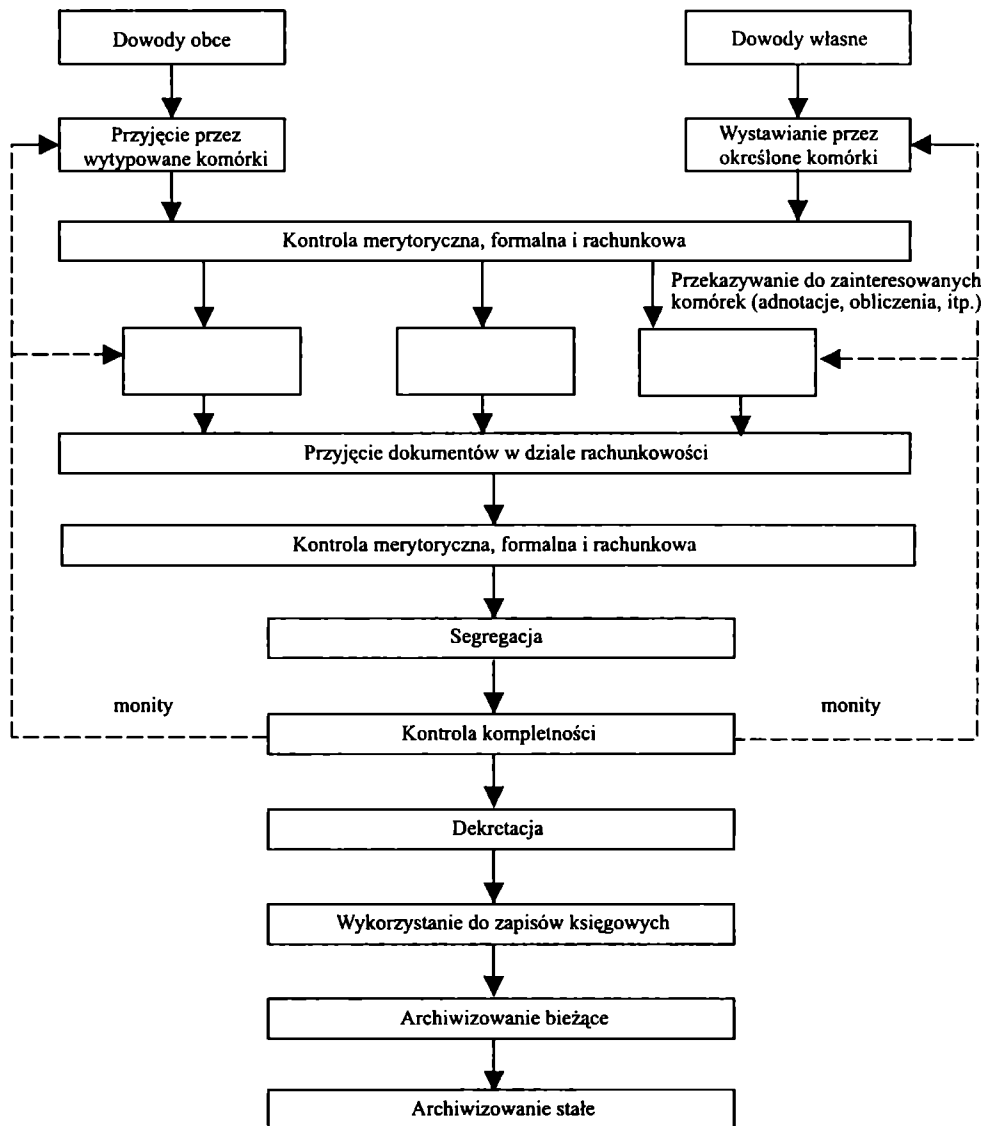 Dowody obce
Dowody własne
Przyjęcie przez
wytypowane komórki
Wystawianie przez
określone komórki
Kontrola merytoryczna, formalna i rachunkowa
Przekazywanie do zainteresowanych
komórek (adnotacje, obliczenia, itp.)
Przyjęcie dokumentów w dziale rachunkowości
Kontrola merytoryczna, formalna i rachunkowa
Segregacja
monity
monity
Kontrola kompletności
Dekretacja
Wykorzystanie do zapisów księgowych
Archiwizowanie bieżące
Archiwizowanie stałe